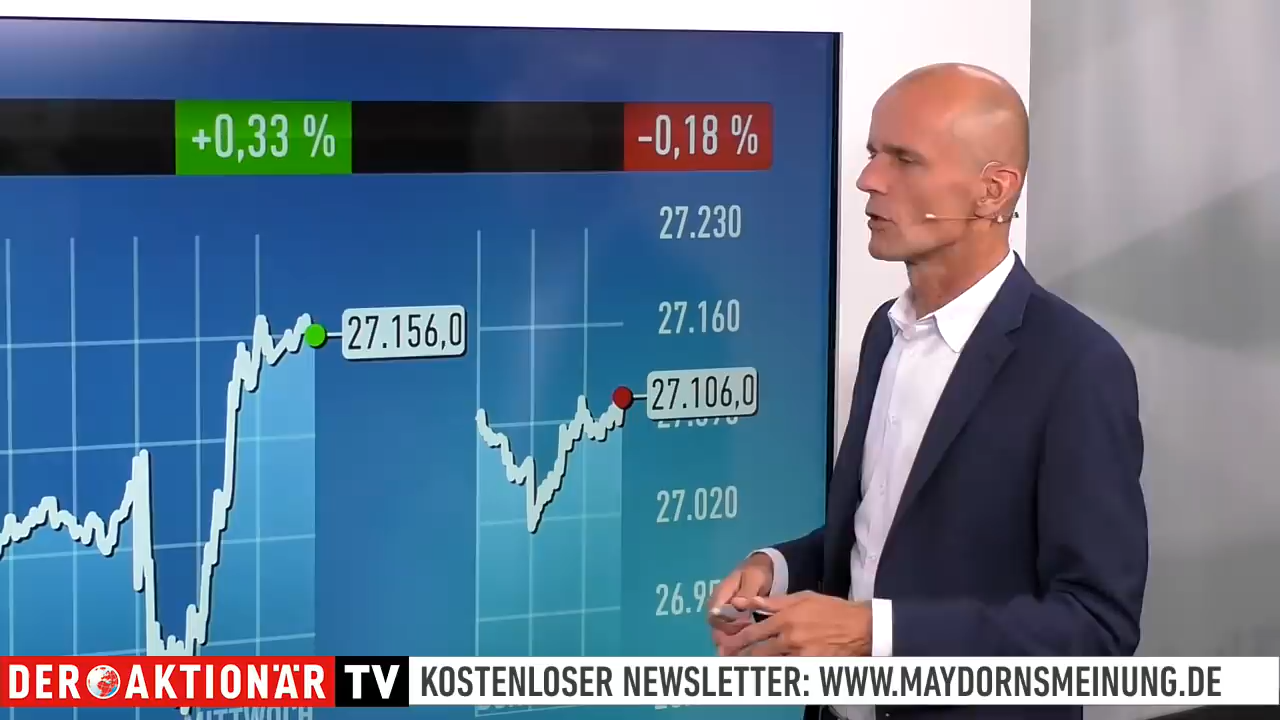 +0,33 %
-0,18 %
27.230
27.160
27.156,0
27.106,0
27.020
DER AKTIONÄR TV
KOSTENLOSER NEWSLETTER: WWW.MAYDORNSMEINUNG.DE
MITTWOCH